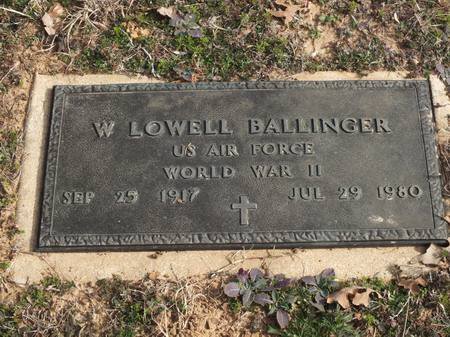 W LOWELL BALLINGER
US AIR FORCE
WORLD WAR II
SEP 25 1917 JUL 29 1980